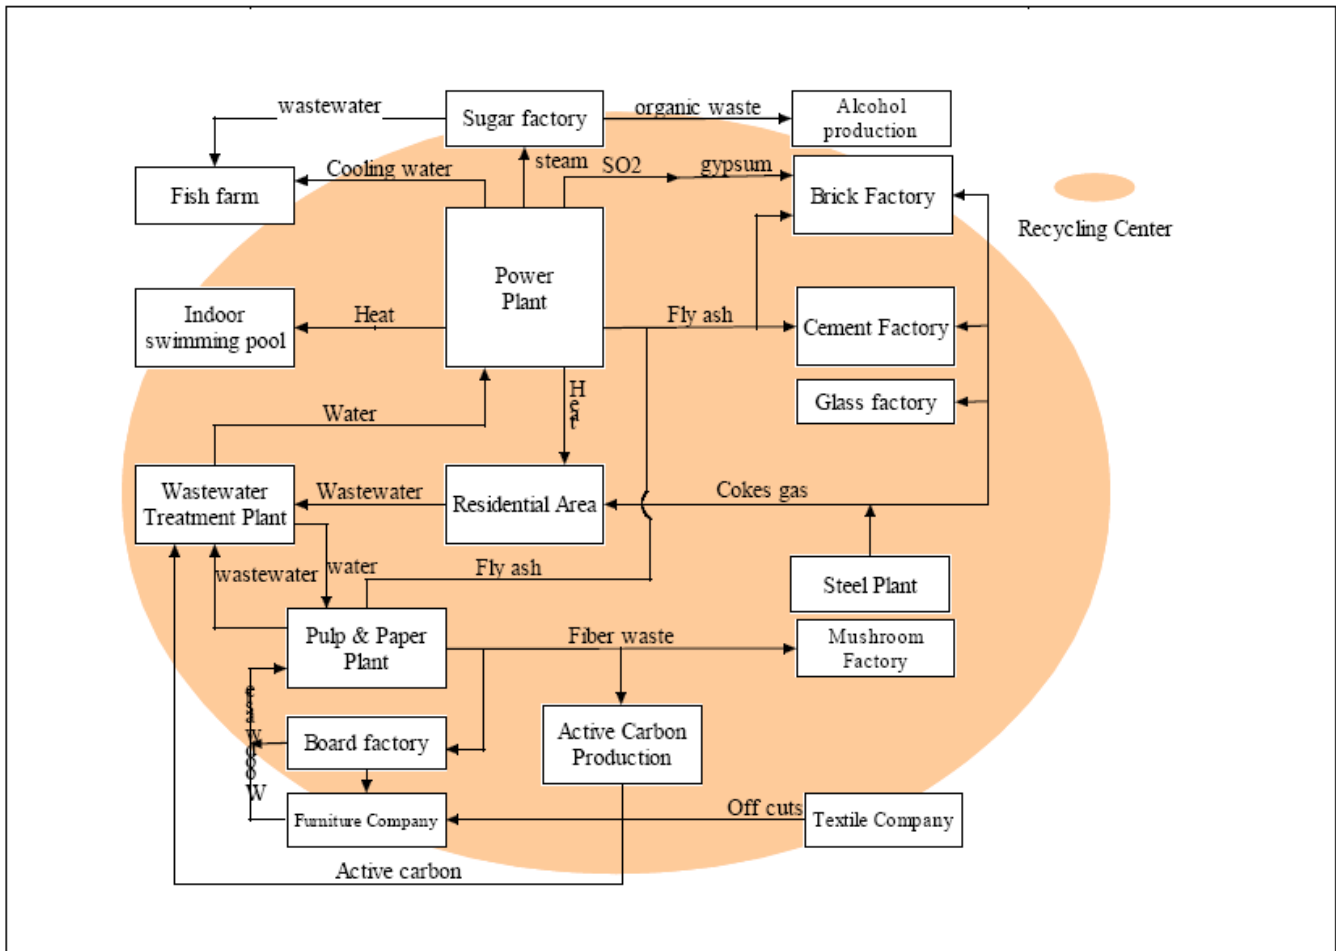 wastewater
Sugar factory
organic waste
Alcohol
production
Cooling water
steam
SO2
gypsum
Fish farm
Brick Factory
Recycling Center
Power
Plant
Indoor
swimming pool
Heat
Fly ash
Cement Factory
Heat
Glass factory
Water
Wastewater
Treatment Plant
Wastewater
Residential Area
Cokes gas
wastewater
water
Fly ash
Steel Plant
Pulp & Paper
Plant
Fiber waste
Mushroom
Factory
Wood waste
Board factory
Active Carbon
Production
Furniture Company
Off cuts
Textile Company
Active carbon